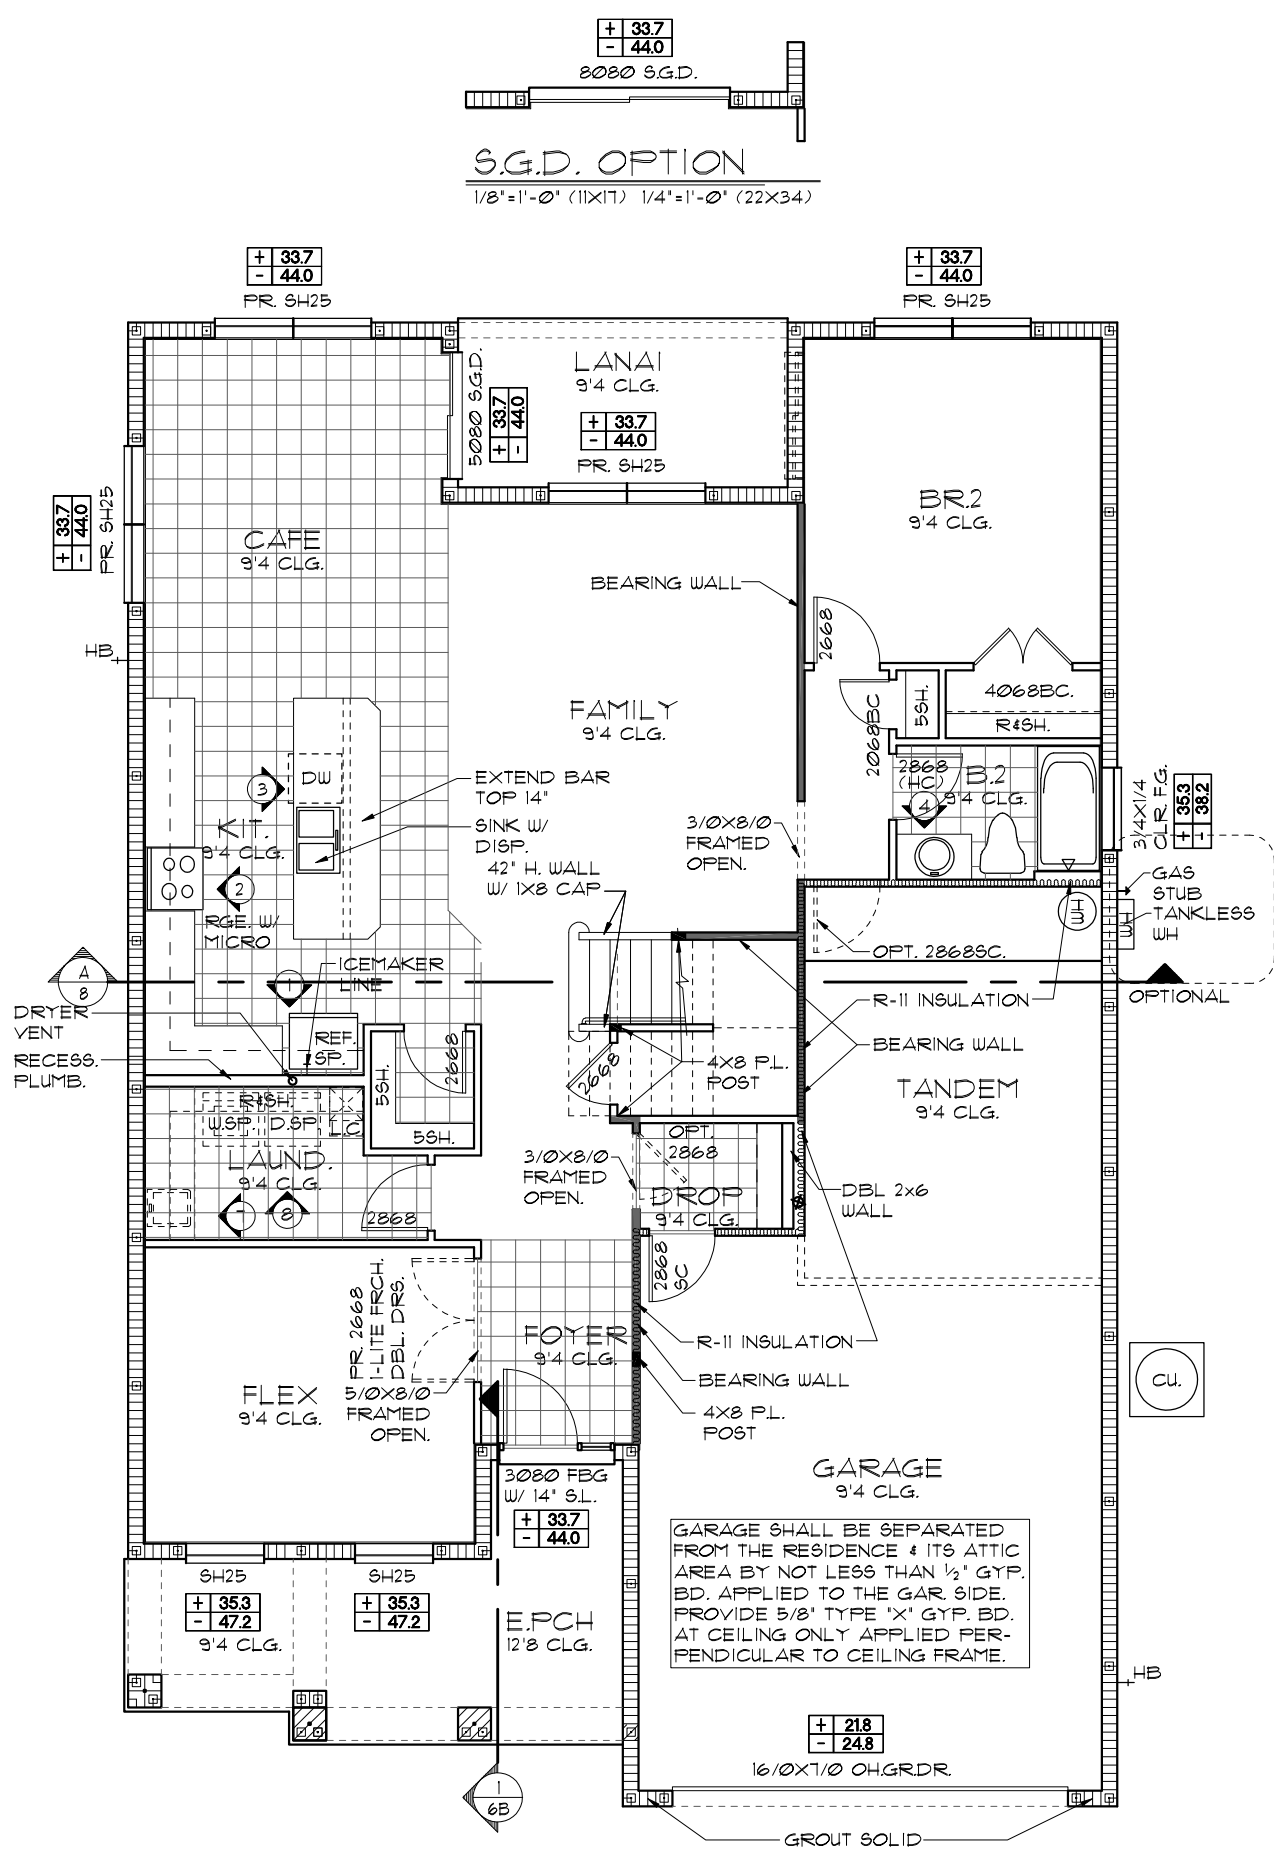 + 33.7
- 44.0
8080 S.G.D.
S.G.D. OPTION
1/8"=1'-0" (11X17) 1/4"=1'-0" (22X34)
+ 33.7
- 44.0
PR. SH25
+ 33.7
- 44.0
PR. SH25
LANAI
9'4 CLG.
5080 S.G.D.
+ 33.7
- 44.0
+ 33.7
- 44.0
PR. SH25
+ 33.7
- 44.0
PR. SH25
CAFE
9'4 CLG.
BR.2
9'4 CLG.
BEARING WALL
2668
HB
FAMILY
9'4 CLG.
2068BC
5SH.
4068BC.
R&SH.
DW
3
EXTEND BAR
TOP 14"
KIT.
9'4 CLG.
SINK W/
DISP.
42" H. WALL
W/ 1X8 CAP
2
RGE. W/
MICRO
3/0X8/0
FRAMED
OPEN.
2868
(HC)
B.2
9'4 CLG.
4
3/4X1/4
CLR. F.G.
+ 35.3
- 38.2
GAS
STUB
TANKLESS
WH
WH
WH
OPT. 2868SC.
OPTIONAL
A
8
1
ICEMAKER
LINE
DRYER
VENT
RECESS.
PLUMB.
REF.
SP.
R-11 INSULATION
BEARING WALL
2668
5SH.
5SH.
2668
4X8 P.L.
POST
TANDEM
9'4 CLG.
R&SH.
W.SP.
D.SP.
L.C.
LAUND.
9'4 CLG.
7
8
2868
OPT.
2868
3/0X8/0
FRAMED
OPEN.
DROP
9'4 CLG.
DBL 2x6
WALL
2868
SC
PR. 2668
1-LITE FRCH.
DBL. DRS.
FOYER
9'4 CLG.
R-11 INSULATION
BEARING WALL
4X8 P.L.
POST
FLEX
9'4 CLG.
5/0X8/0
FRAMED
OPEN.
CU.
3080 FBG
W/ 14" S.L.
+ 33.7
- 44.0
GARAGE
9'4 CLG.
GARAGE SHALL BE SEPARATED
FROM THE RESIDENCE & ITS ATTIC
AREA BY NOT LESS THAN ½" GYP.
BD. APPLIED TO THE GAR. SIDE.
PROVIDE 5/8" TYPE "X" GYP. BD.
AT CEILING ONLY APPLIED PER-
PENDICULAR TO CEILING FRAME.
SH25
+ 35.3
- 47.2
9'4 CLG.
SH25
+ 35.3
- 47.2
E.PCH
12'8 CLG.
HB
+ 21.8
- 24.8
16/0X7/0 OH.GR.DR.
1
6B
GROUT SOLID